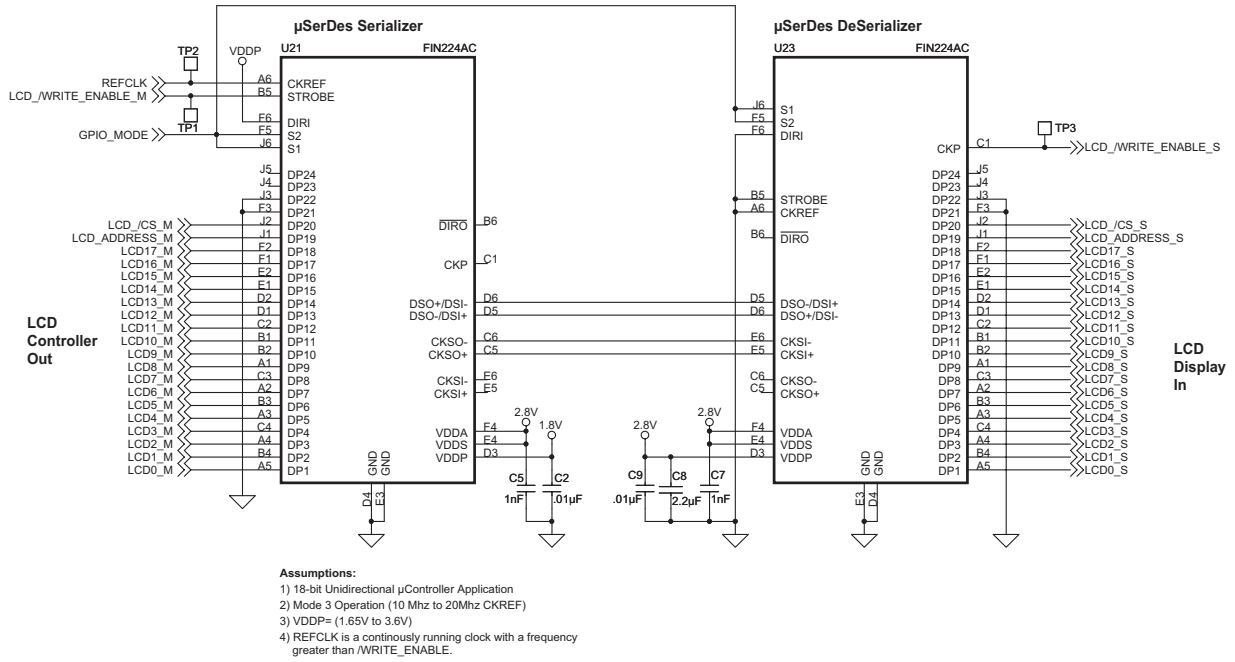 µSerDes Serializer
U21 FIN224AC
TP2
VDDP
REFCLK
LCD_/WRITE_ENABLE_M
TP1
GPIO_MODE
A6 CKREF
B5 STROBE
F6 DIRI
F5 S2
J6 S1
J5 DP24
J4 DP23
J3 DP22
F3 DP21
LCD_/CS_M J2 DP20
LCD_ADDRESS_M J1 DP19
LCD17_M F2 DP18
LCD16_M F1 DP17
LCD15_M E2 DP16
LCD14_M E1 DP15
LCD13_M D2 DP14
LCD12_M D1 DP13
LCD11_M C2 DP12
LCD10_M B1 DP11
LCD9_M B2 DP10
LCD8_M A1 DP9
LCD7_M C3 DP8
LCD6_M A2 DP7
LCD5_M B3 DP6
LCD4_M A3 DP5
LCD3_M C4 DP4
LCD2_M A4 DP3
LCD1_M B4 DP2
LCD0_M A5 DP1
LCD
Controller
Out
DIRO B6
CKP C1
DSO+/DSI- D6
DSO-/DSI+ D5
CKSO- C6
CKSO+ C5
CKSI- E6
CKSI+ E5
VDDA F4
VDDS E4
VDDP D3
GND GND
D4 E3
2.8V
1.8V
C5
1nF
C2
.01µF
µSerDes DeSerializer
U23 FIN224AC
J6 S1
F5 S2
F6 DIRI
B5 STROBE
A6 CKREF
B6 DIRO
D5 DSO-/DSI+
D6 DSO+/DSI-
E6 CKSI-
E5 CKSI+
C6 CKSO-
C5 CKSO+
F4 VDDA
E4 VDDS
D3 VDDP
2.8V
2.8V
C9
.01µF
C8
2.2µF
C7
1nF
GND GND
E3 D4
TP3
CKP C1 LCD_/WRITE_ENABLE_S
DP24 J5
DP23 J4
DP22 J3
DP21 F3
DP20 J2 LCD_/CS_S
DP19 J1 LCD_ADDRESS_S
DP18 F2 LCD17_S
DP17 F1 LCD16_S
DP16 E2 LCD15_S
DP15 E1 LCD14_S
DP14 D2 LCD13_S
DP13 D1 LCD12_S
DP12 C2 LCD11_S
DP11 B1 LCD10_S
DP10 B2 LCD9_S
DP9 A1 LCD8_S
DP8 C3 LCD7_S
DP7 A2 LCD6_S
DP6 B3 LCD5_S
DP5 A3 LCD4_S
DP4 C4 LCD3_S
DP3 A4 LCD2_S
DP2 B4 LCD1_S
DP1 A5 LCD0_S
LCD
Display
In
Assumptions:
1) 18-bit Unidirectional µController Application
2) Mode 3 Operation (10 Mhz to 20Mhz CKREF)
3) VDDP= (1.65V to 3.6V)
4) REFCLK is a continously running clock with a frequency
greater than /WRITE_ENABLE.